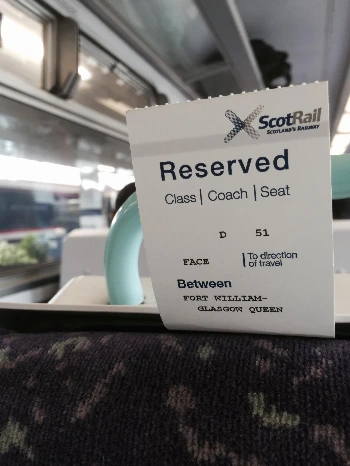 ScotRail
SCOTLAND'S RAILWAY
Reserved
Class | Coach | Seat
D 51
FACE | To direction
of travel
Between
FORT WILLIAM-
GLASGOW QUEEN